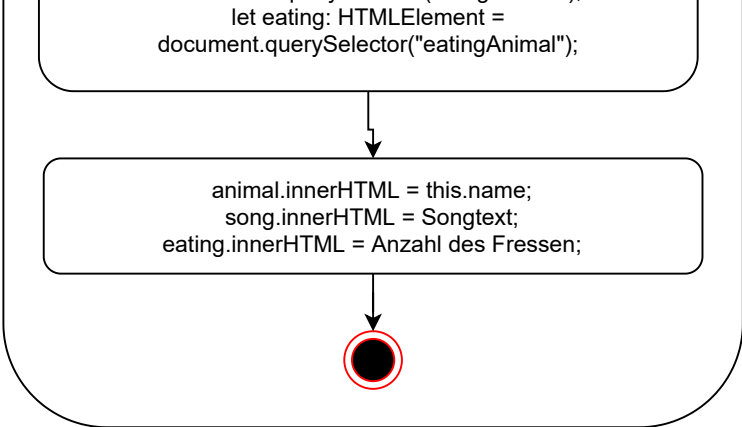 let eating: HTMLElement =
document.querySelector("eatingAnimal");
animal.innerHTML = this.name;
song.innerHTML = Songtext;
eating.innerHTML = Anzahl des Fressen;